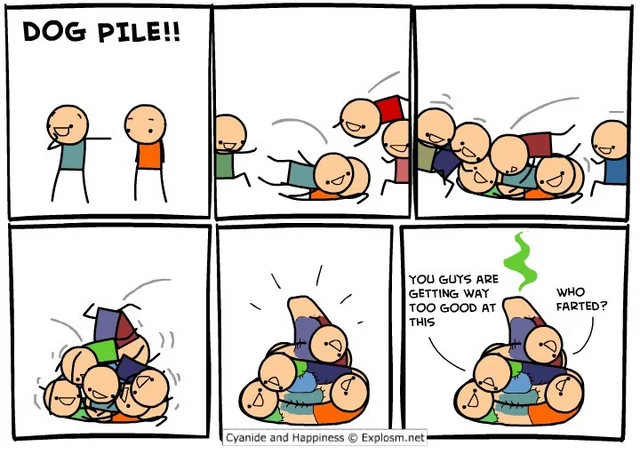 DOG PILE!!
YOU GUYS ARE
GETTING WAY
TOO GOOD AT
THIS
WHO
FARTED?
Cyanide and Happiness © Explosm.net